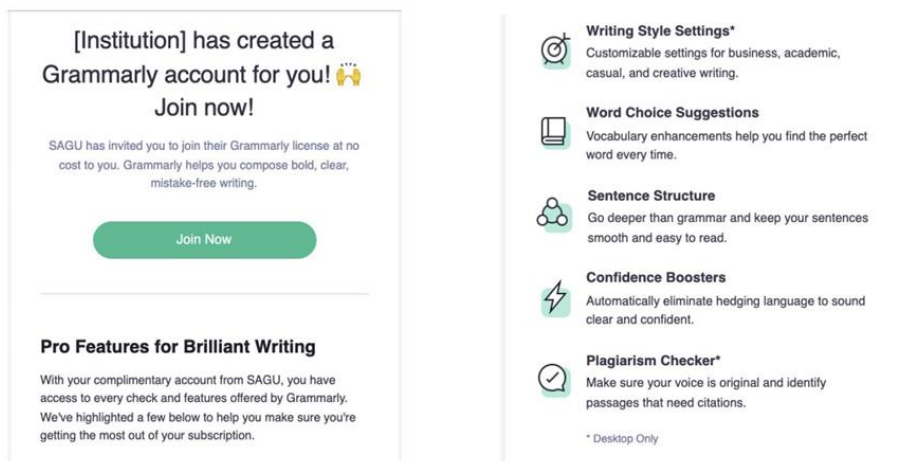 [Institution] has created a
Grammarly account for you! 🙌
Join now!
SAGU has invited you to join their Grammarly license at no
cost to you. Grammarly helps you compose bold, clear,
mistake-free writing.
Join Now
Pro Features for Brilliant Writing
With your complimentary account from SAGU, you have
access to every check and features offered by Grammarly.
We've highlighted a few below to help you make sure you're
getting the most out of your subscription.
Writing Style Settings*
Customizable settings for business, academic,
casual, and creative writing.
Word Choice Suggestions
Vocabulary enhancements help you find the perfect
word every time.
Sentence Structure
Go deeper than grammar and keep your sentences
smooth and easy to read.
Confidence Boosters
Automatically eliminate hedging language to sound
clear and confident.
Plagiarism Checker*
Make sure your voice is original and identify
passages that need citations.
* Desktop Only